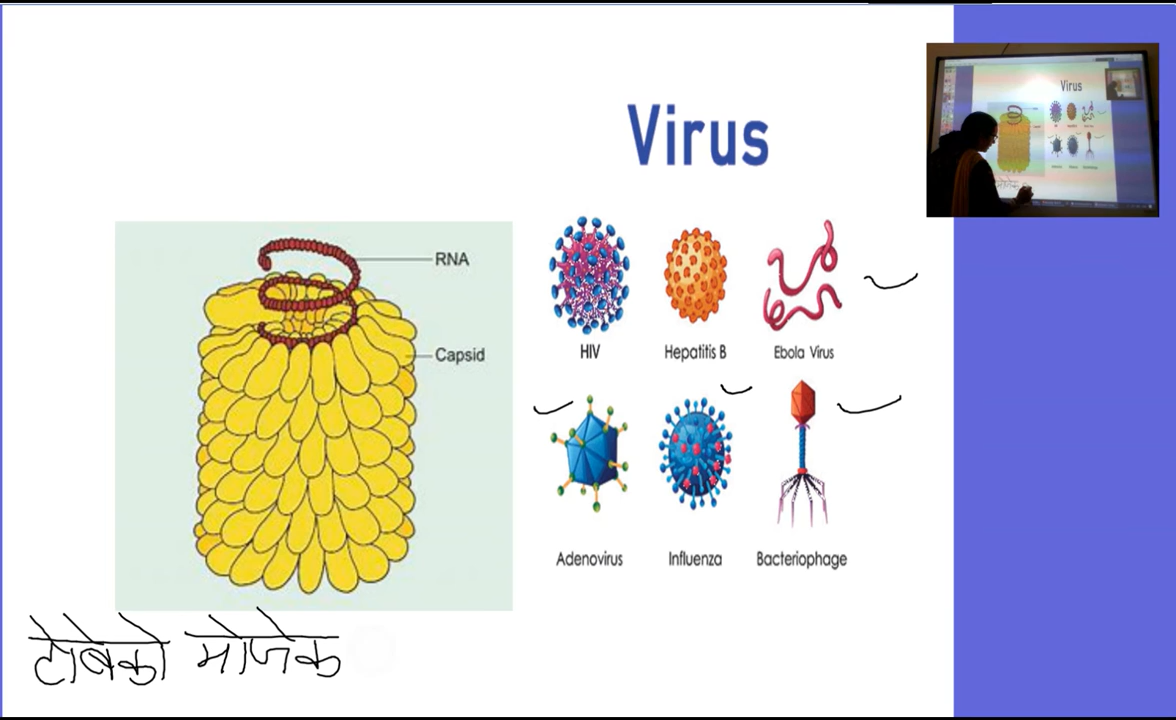 Virus
RNA
Capsid
HIV
Hepatitis B
Ebola Virus
Adenovirus
Influenza
Bacteriophage
टोबेको मोजेक